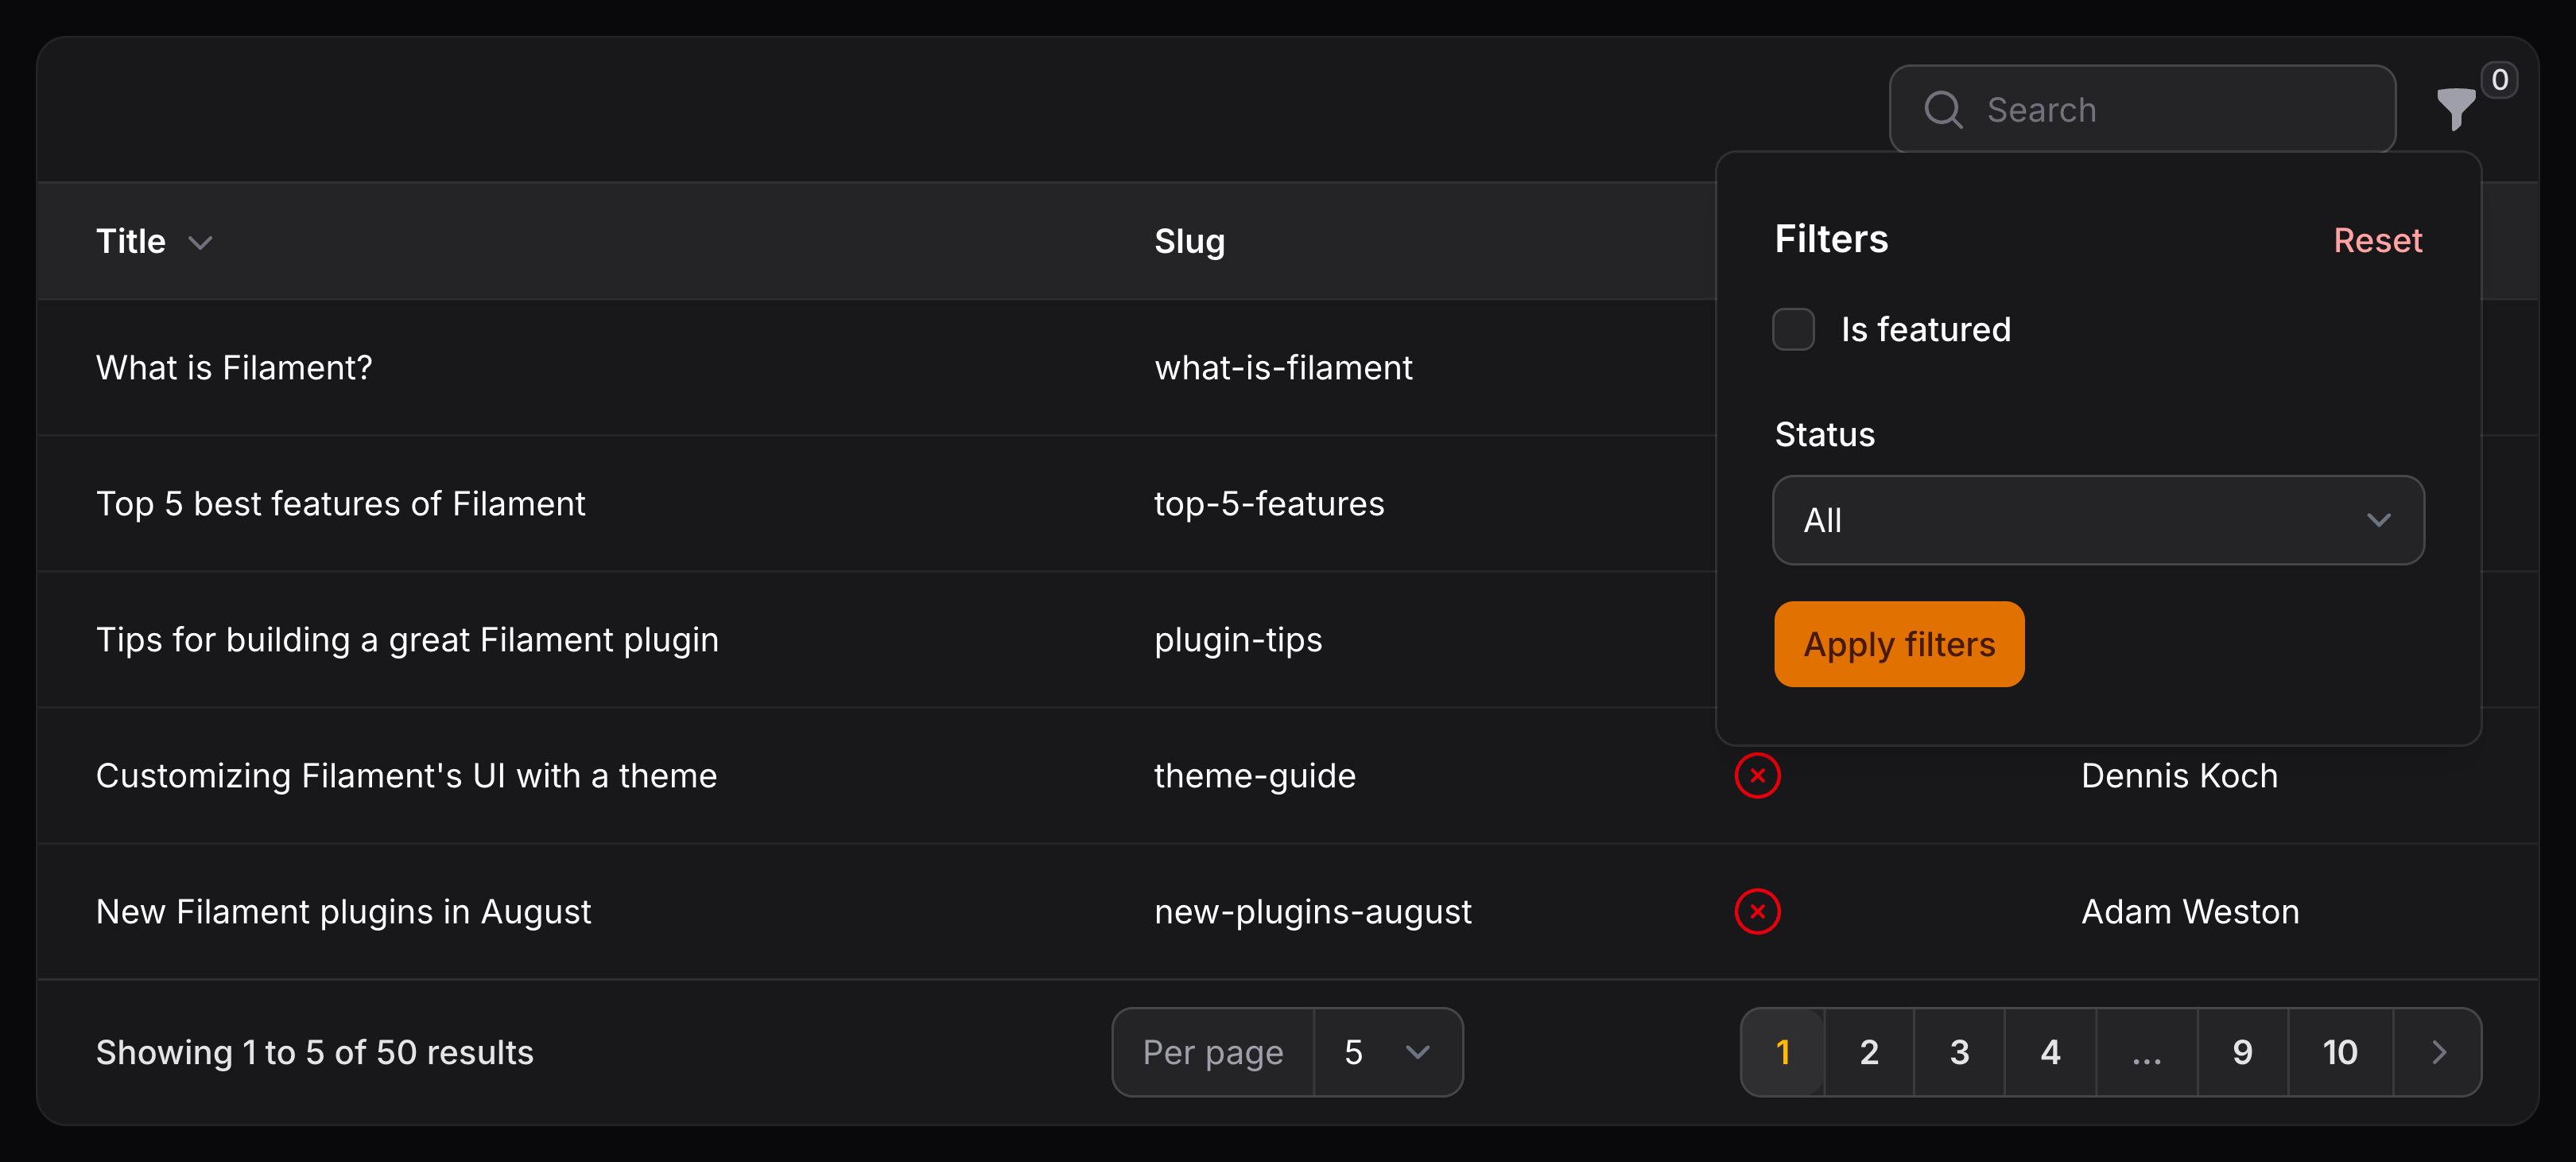 Search
0
Title
Slug
Filters
Reset
Is featured
What is Filament?
what-is-filament
Status
Top 5 best features of Filament
top-5-features
All
Tips for building a great Filament plugin
plugin-tips
Apply filters
Customizing Filament's UI with a theme
theme-guide
Dennis Koch
New Filament plugins in August
new-plugins-august
Adam Weston
Showing 1 to 5 of 50 results
Per page
5
1
2
3
4
...
9
10